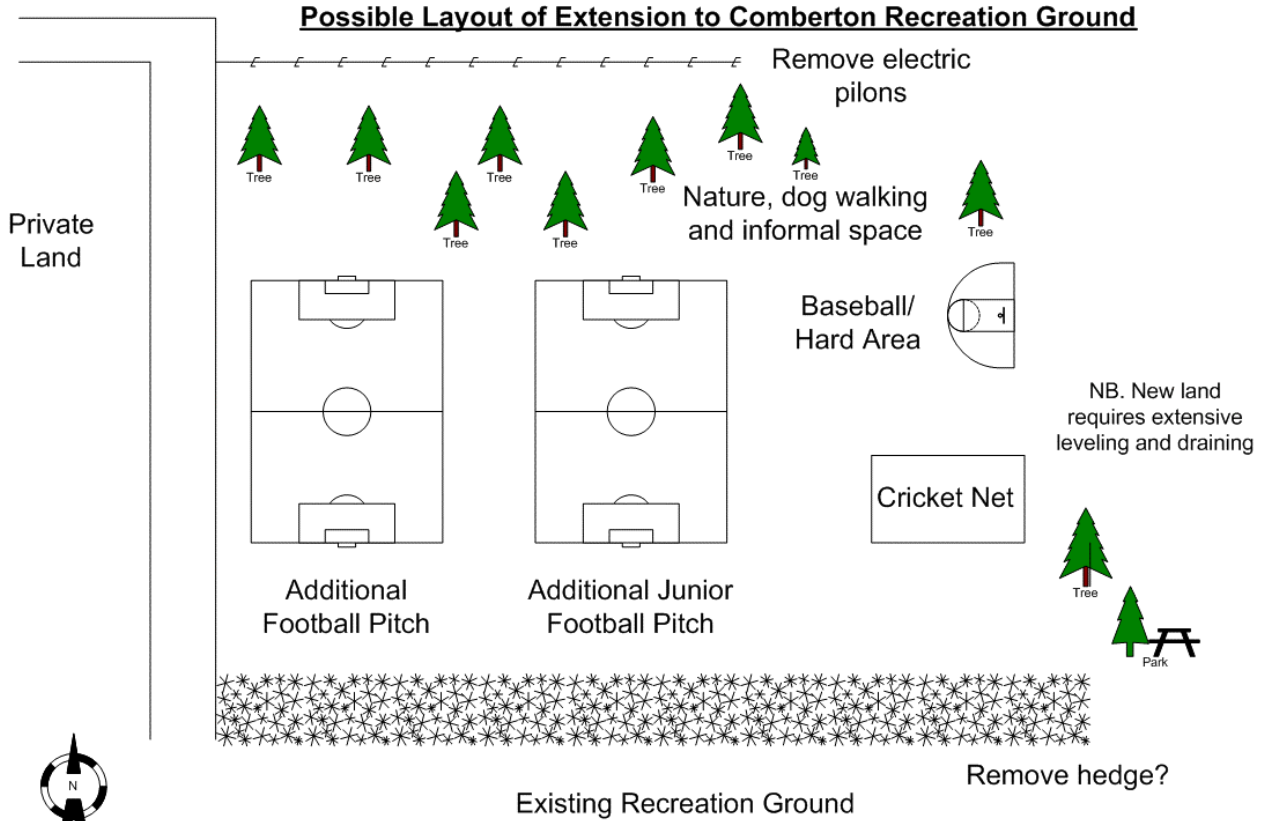 Possible Layout of Extension to Comberton Recreation Ground
Remove electric
pilons
Tree
Tree
Tree
Tree
Tree
Tree
Tree
Tree
Tree
Nature, dog walking
and informal space
Private
Land
Baseball/
Hard Area
NB. New land
requires extensive
leveling and draining
Cricket Net
Additional
Football Pitch
Additional Junior
Football Pitch
Tree
Park
Remove hedge?
N
Existing Recreation Ground